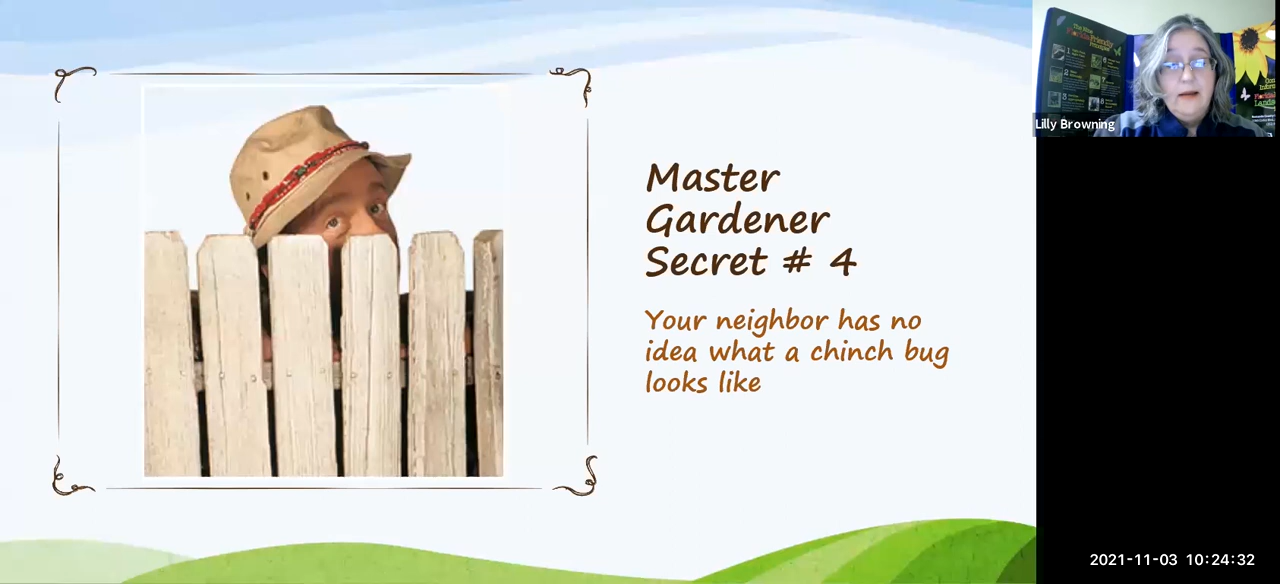 Master
Gardener
Secret # 4
Your neighbor has no
idea what a chinch bug
looks like
Lilly Browning
2021-11-03 10:24:32